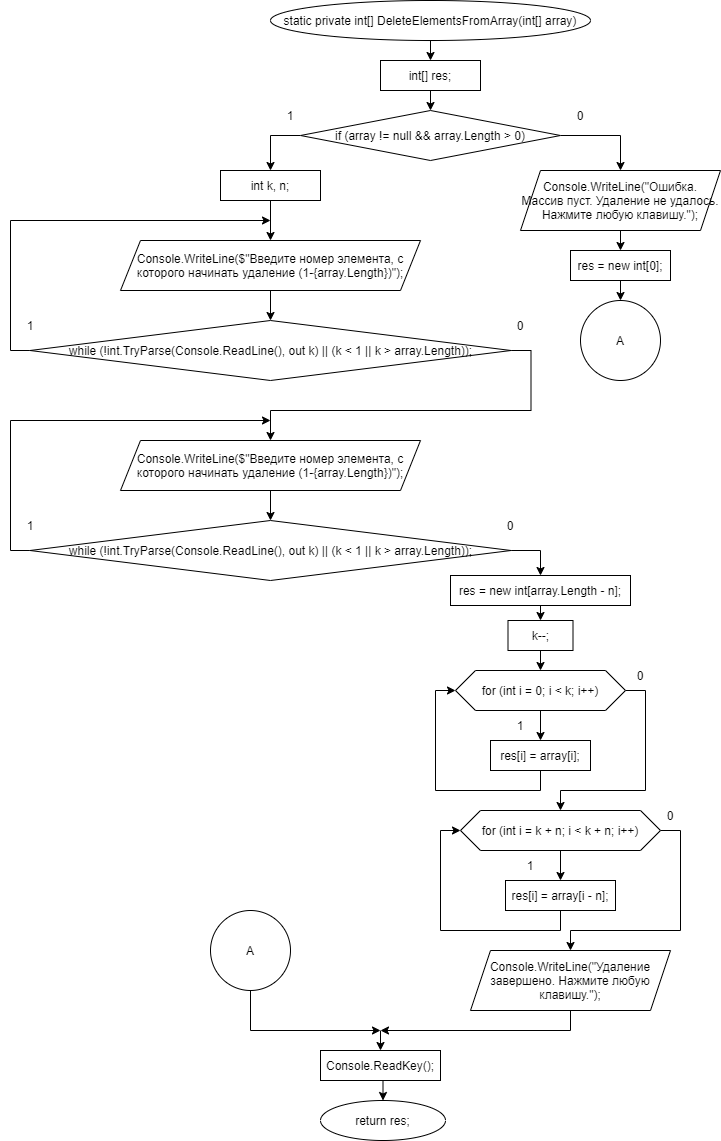 static private int[] DeleteElementsFromArray(int[] array)
int[] res;
1
0
if (array != null && array.Length > 0)
int k, n;
Console.WriteLine("Ошибка.
Массив пуст. Удаление не удалось.
Нажмите любую клавишу.");
Console.WriteLine($"Введите номер элемента, с
которого начинать удаление (1-{array.Length})");
res = new int[0];
1
0
A
while (!int.TryParse(Console.ReadLine(), out k) || (k < 1 || k > array.Length));
Console.WriteLine($"Введите номер элемента, с
которого начинать удаление (1-{array.Length})");
1
0
while (!int.TryParse(Console.ReadLine(), out k) || (k < 1 || k > array.Length));
res = new int[array.Length - n];
k--;
0
for (int i = 0; i < k; i++)
1
res[i] = array[i];
0
for (int i = k + n; i < k + n; i++)
1
res[i] = array[i - n];
A
Console.WriteLine("Удаление
завершено. Нажмите любую
клавишу.");
Console.ReadKey();
return res;